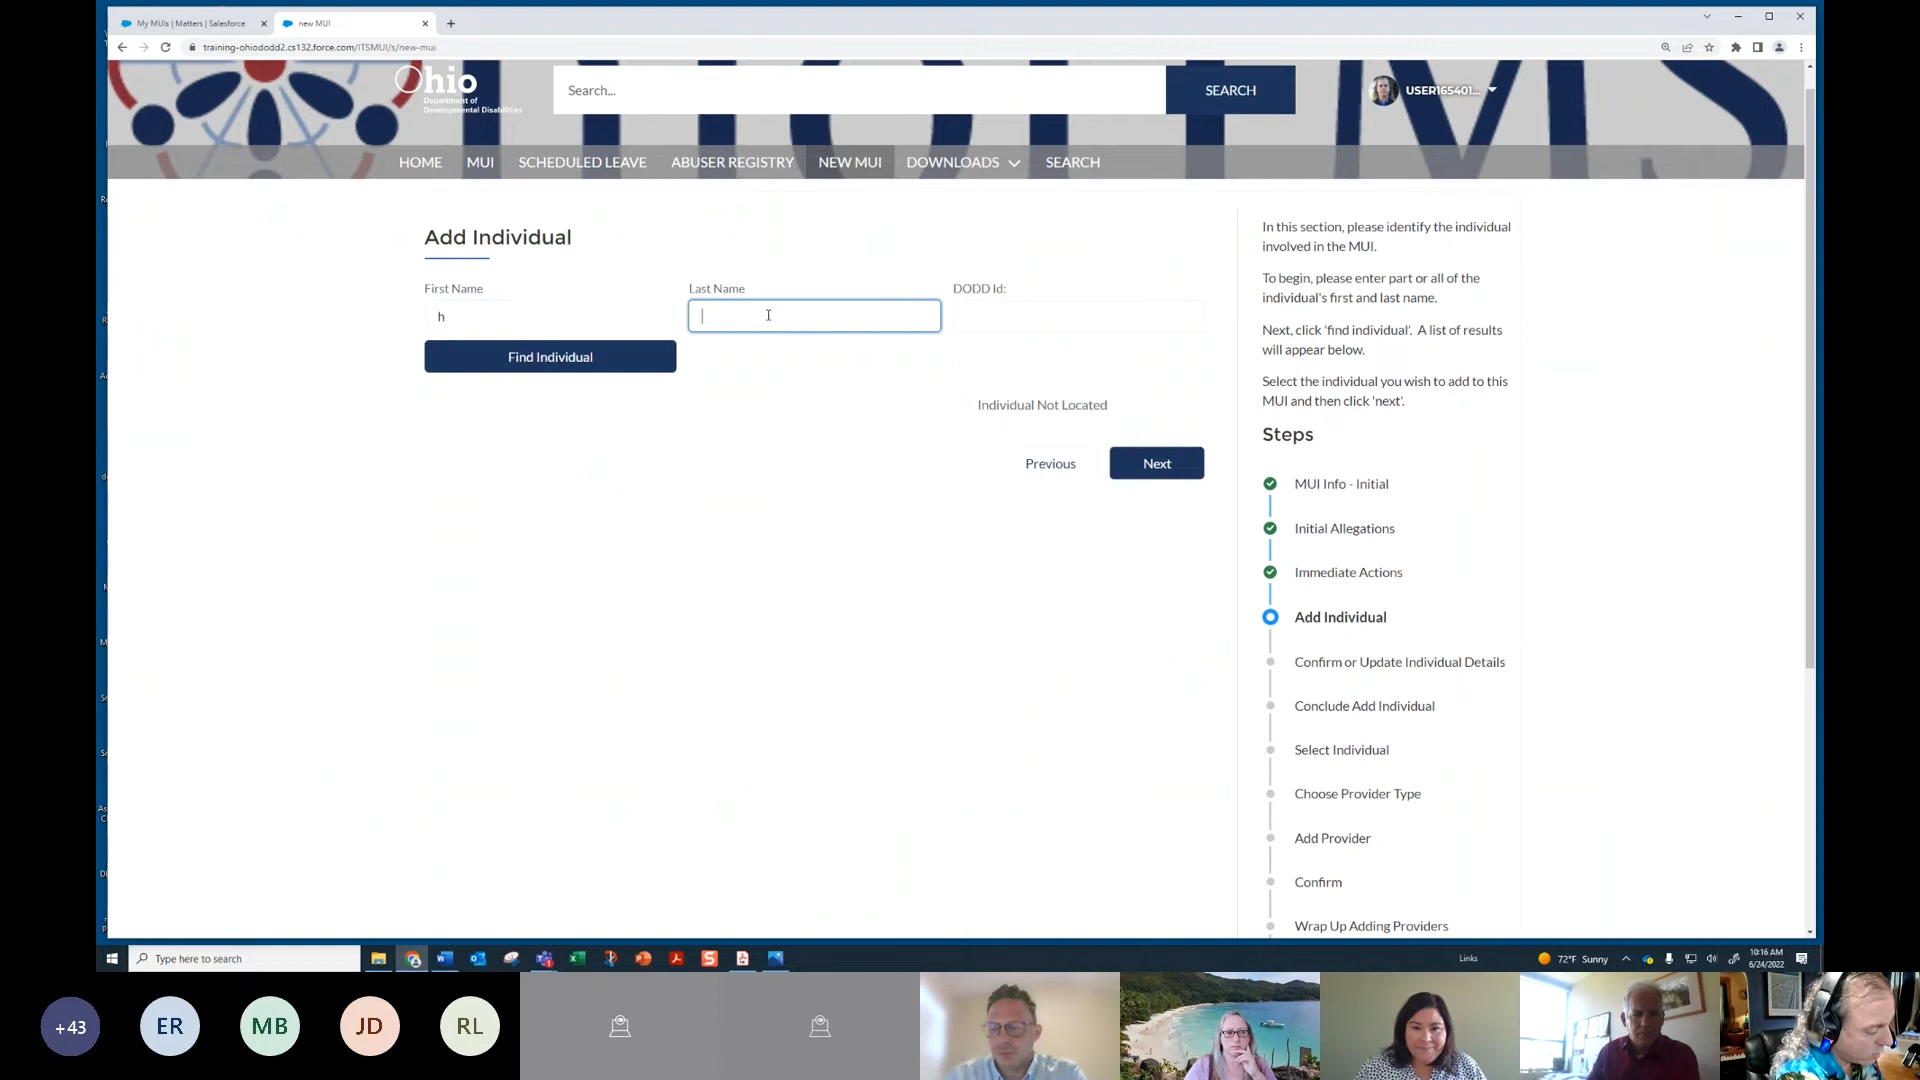 My MUIs | Matters | Salesforce
new MUI
training-ohiododd2.cs132.force.com/ITSMUI/s/new-mui
Ohio
Department of
Developmental Disabilities
Search...
SEARCH
USER165401...
HOME
MUI
SCHEDULED LEAVE
ABUSER REGISTRY
NEW MUI
DOWNLOADS
SEARCH
Add Individual
First Name
Last Name
DODD Id:
h
Find Individual
Individual Not Located
Previous
Next
In this section, please identify the individual
involved in the MUI.
To begin, please enter part or all of the
individual's first and last name.
Next, click 'find individual'. A list of results
will appear below.
Select the individual you wish to add to this
MUI and then click 'next'.
Steps
MUI Info - Initial
Initial Allegations
Immediate Actions
Add Individual
Confirm or Update Individual Details
Conclude Add Individual
Select Individual
Choose Provider Type
Add Provider
Confirm
Wrap Up Adding Providers
Type here to search
Links
72°F Sunny
10:16 AM
6/24/2022
+43
ER
MB
JD
RL